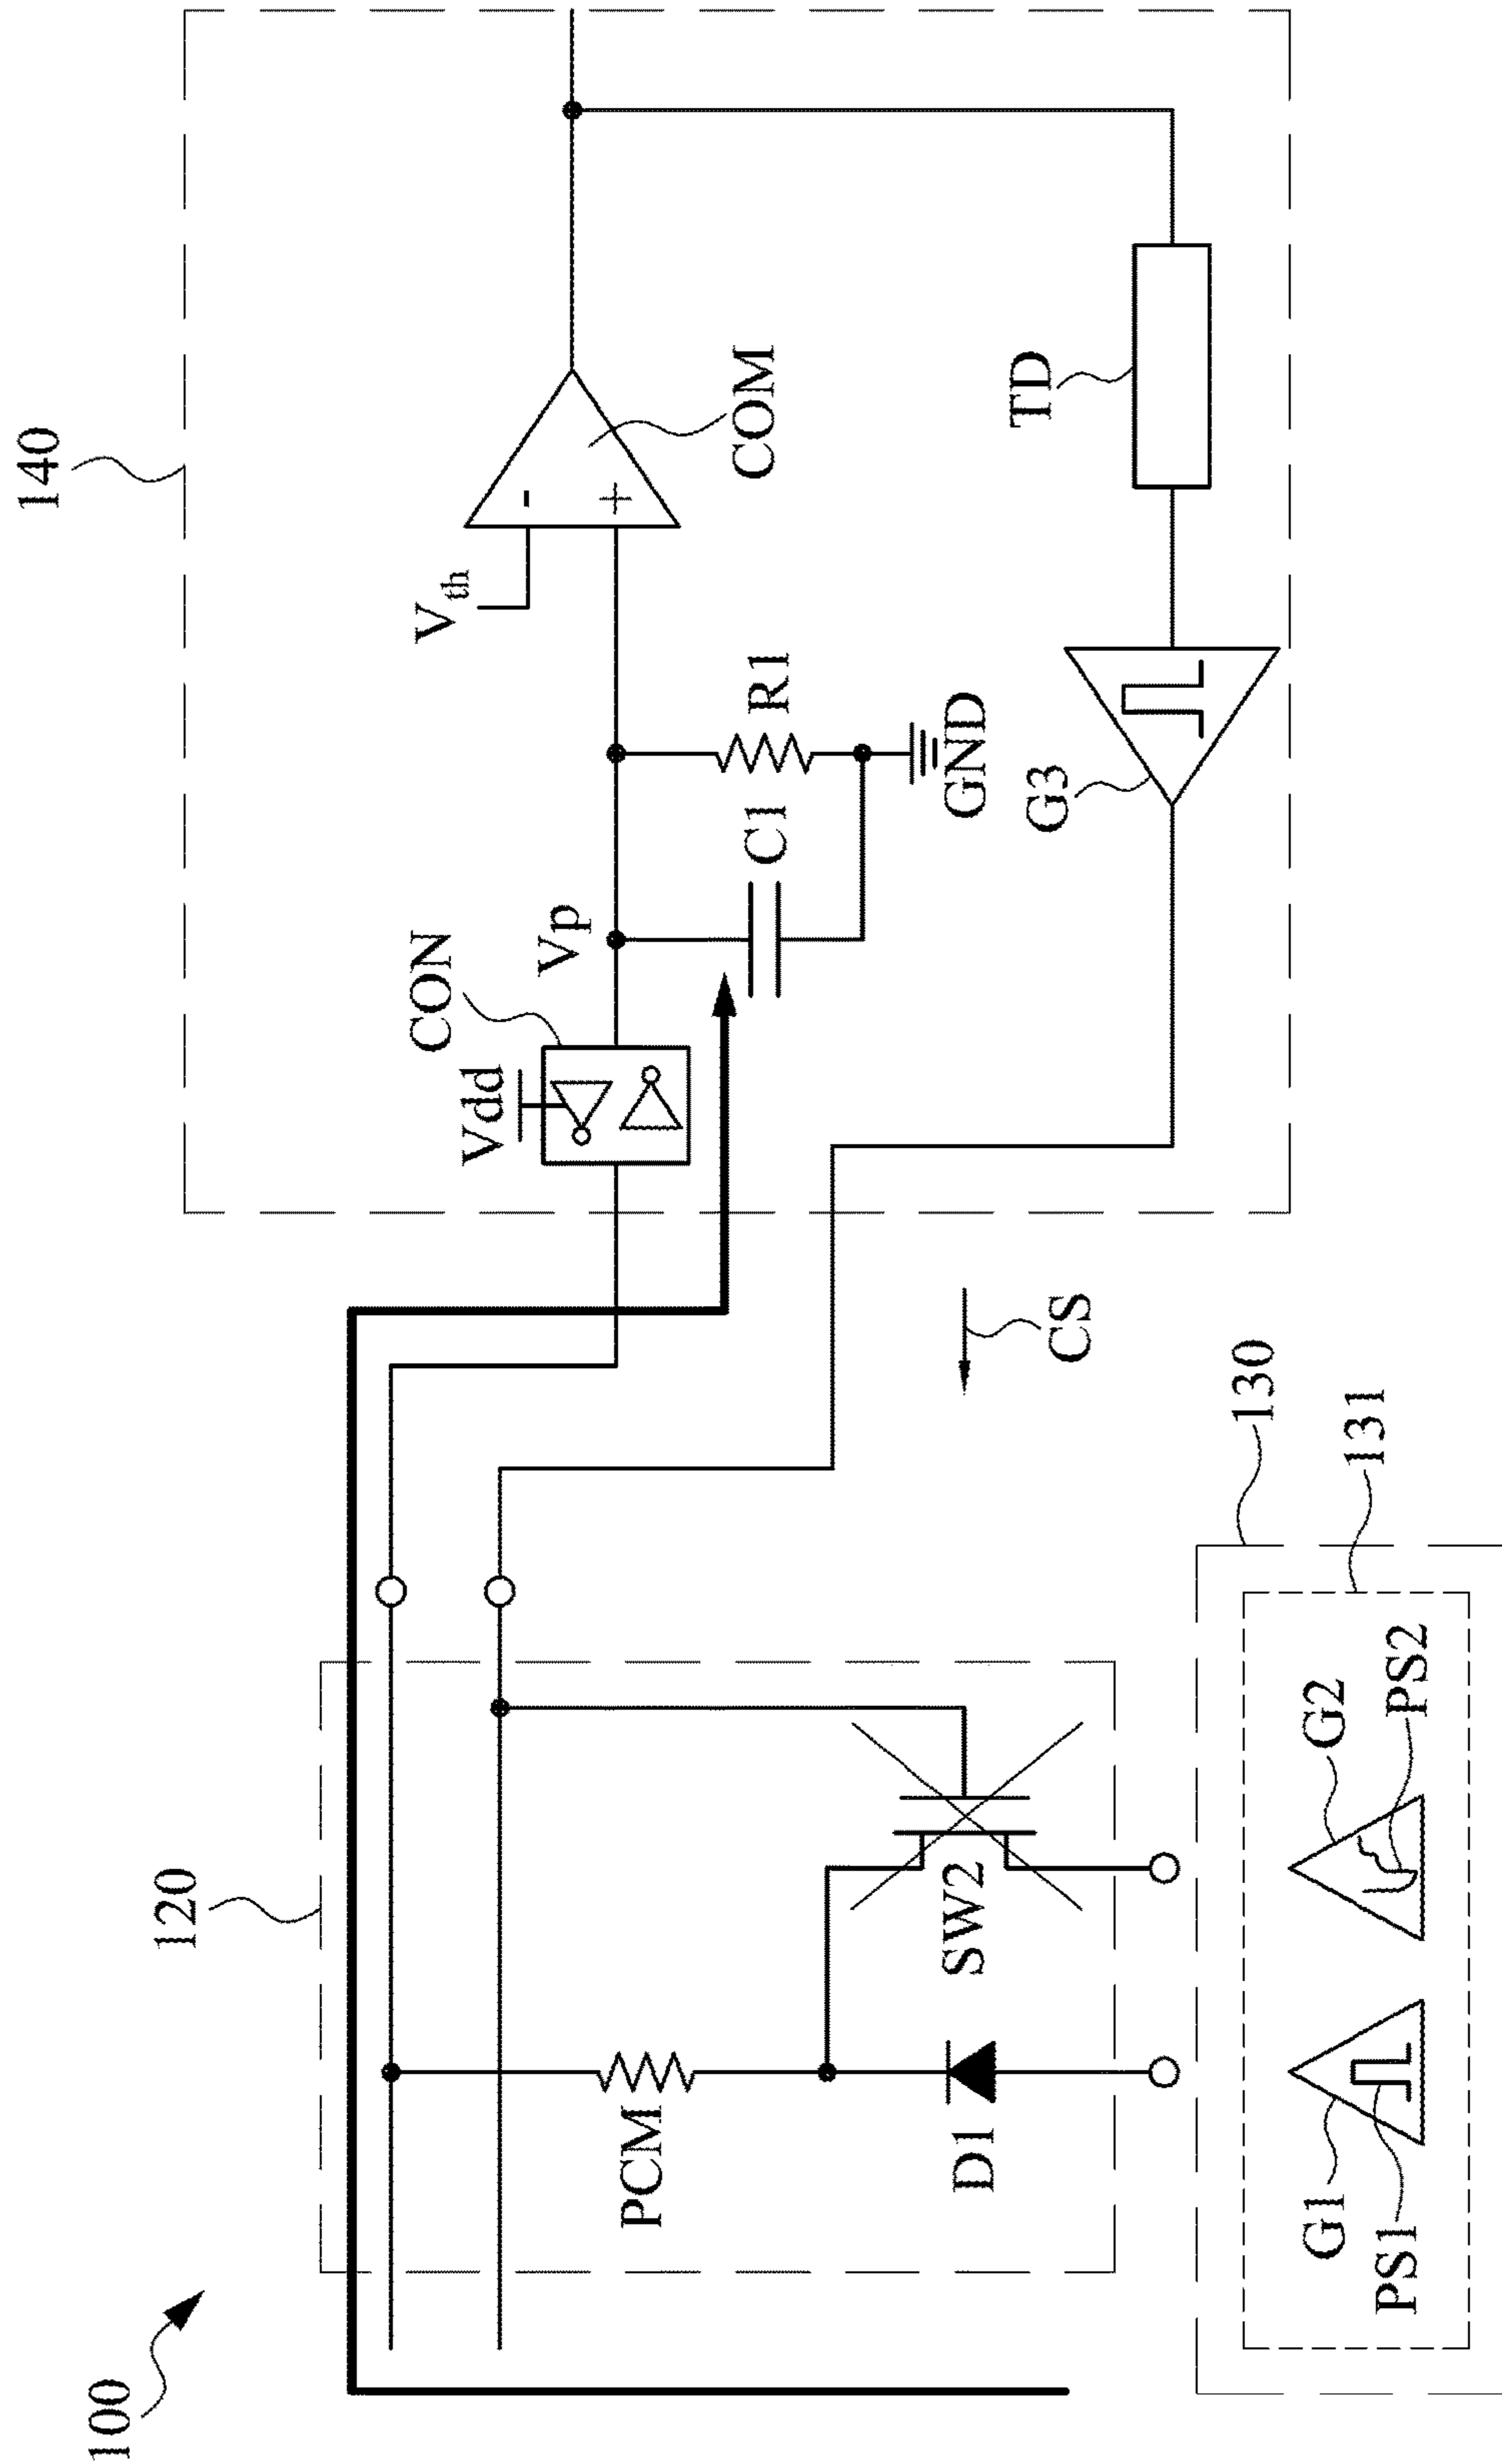 100
120
140
PCM
D1
SW2
CS
Vdd
CON
Vp
C1
R1
GND
Vth
-
+
COM
TD
G3
130
131
G1
PS1
G2
PS2